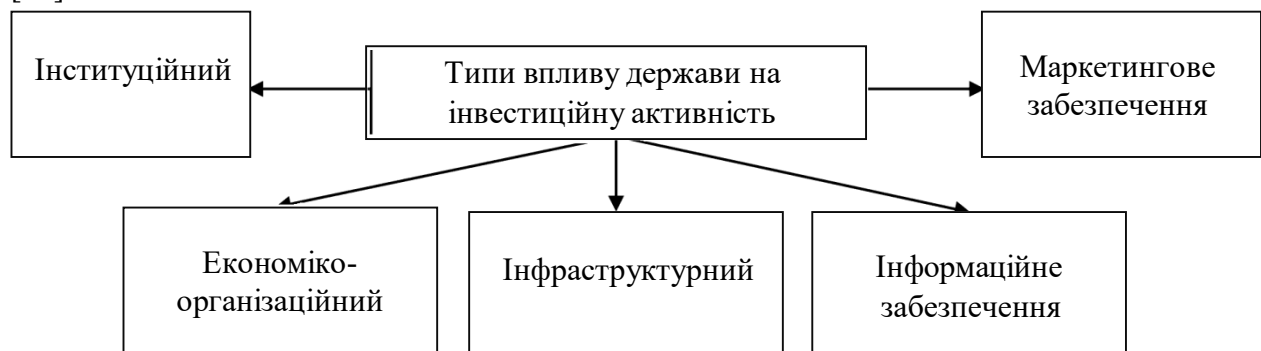 Інституційний
Типи впливу держави на
інвестиційну активність
Маркетингове
забезпечення
Економіко-
організаційний
Інфраструктурний
Інформаційне
забезпечення